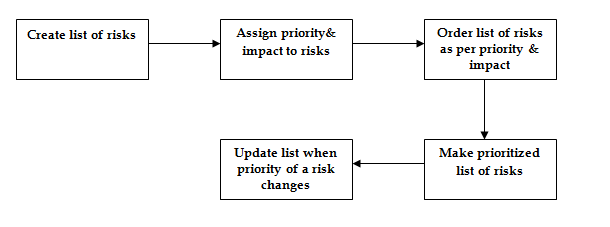 Create list of risks
Assign priority&
impact to risks
Order list of risks
as per priority &
impact
Make prioritized
list of risks
Update list when
priority of a risk
changes